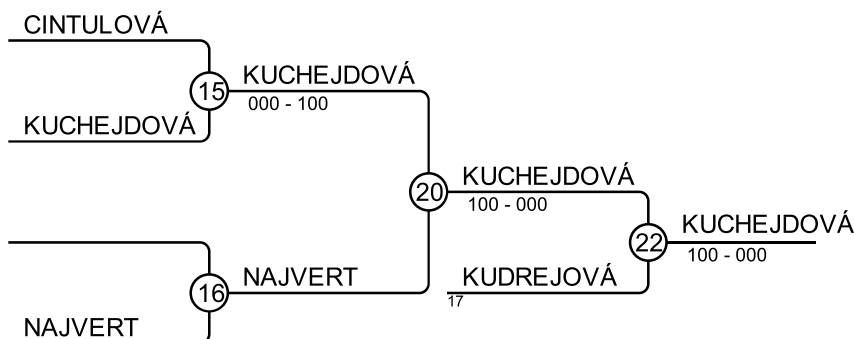 CINTULOVÁ
15
KUCHEJDOVÁ
000 - 100
KUCHEJDOVÁ
20
KUCHEJDOVÁ
100 - 000
22
KUCHEJDOVÁ
100 - 000
16
NAJVERT
KUDREJOVÁ
17
NAJVERT